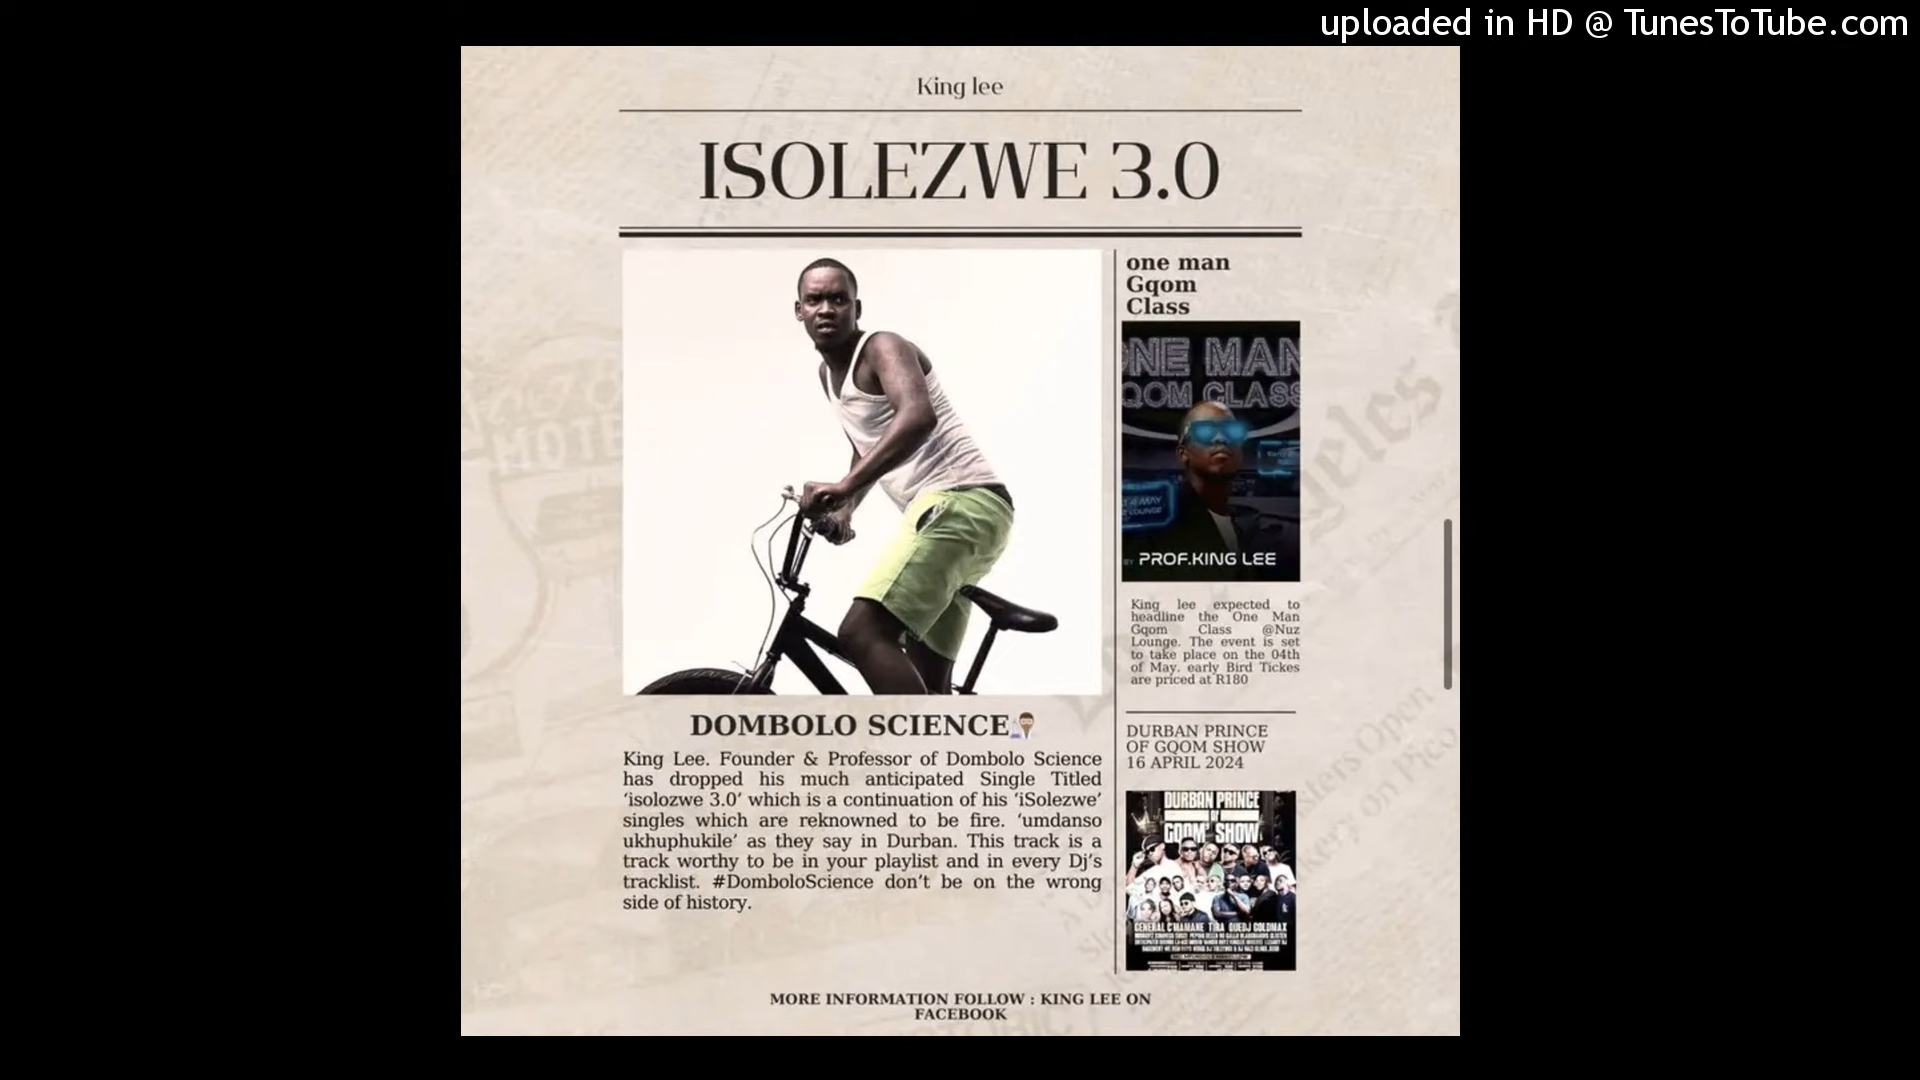 uploaded in HD @ TunesToTube.com
King lee
ISOLEZWE 3.0
one man
Gqom
Class
NE MAN
QOM CLASS
PROF.KING LEE
King lee expected to
headline the One Man
Gqom Class @Nuz
Lounge. The event is set
to take place on the 04th
of May. early Bird Tickes
are priced at R180
DOMBOLO SCIENCE
King Lee. Founder & Professor of Dombolo Science
has dropped his much anticipated Single Titled
‘isolozwe 3.0’ which is a continuation of his ‘iSolezwe’
singles which are reknowned to be fire. ‘umdanso
ukhuphukile’ as they say in Durban. This track is a
track worthy to be in your playlist and in every Dj’s
tracklist. #DomboloScience don’t be on the wrong
side of history.
DURBAN PRINCE
OF GQOM SHOW
16 APRIL 2024
DURBAN PRINCE
OF
GQOM SHOW
GENERAL C'MAMANE TIRA
MORE INFORMATION FOLLOW : KING LEE ON
FACEBOOK